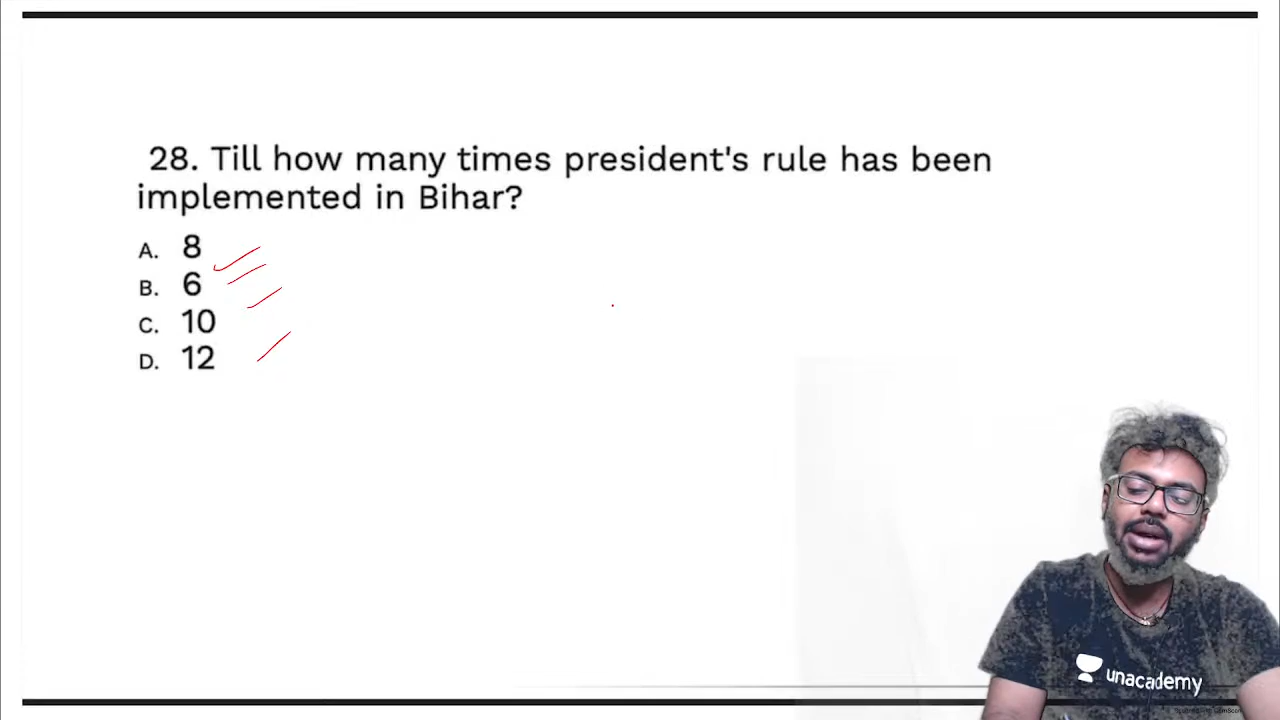 28. Till how many times president's rule has been
implemented in Bihar?
A. 8
B. 6
C. 10
D. 12
unacademy